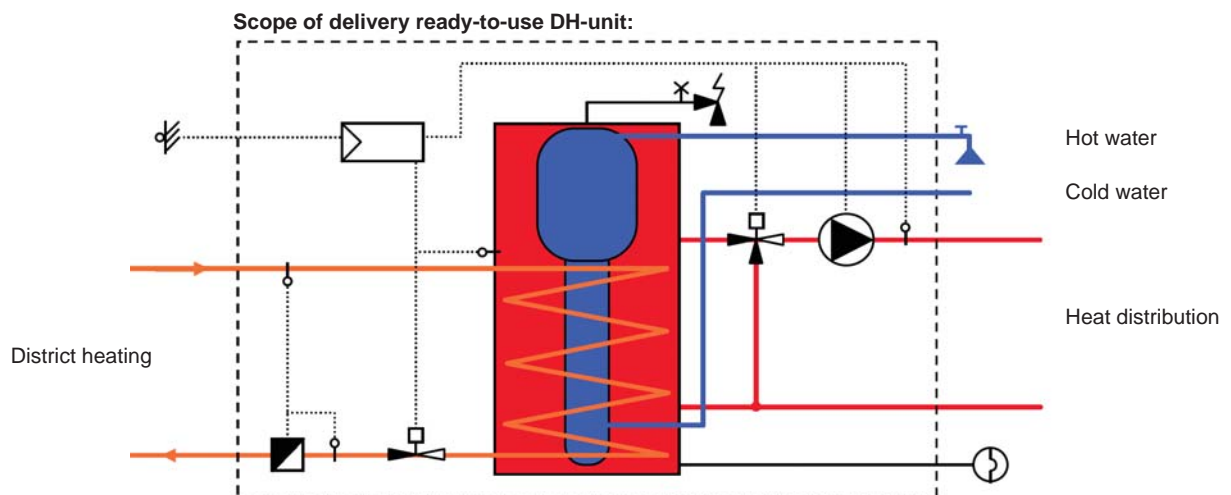 Scope of delivery ready-to-use DH-unit:
Hot water
Cold water
Heat distribution
District heating